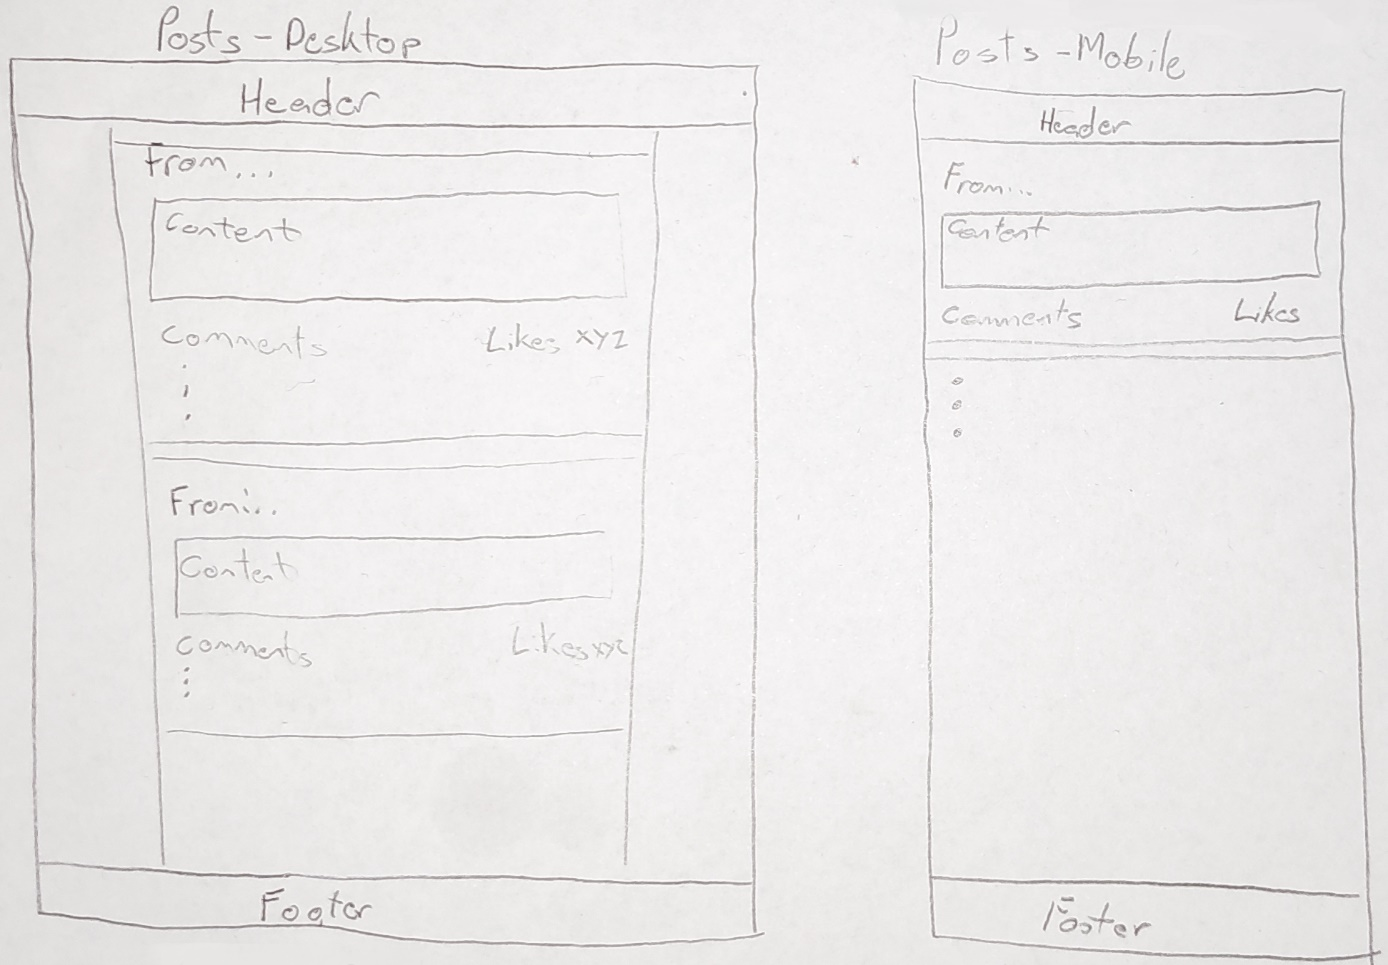 Posts - Desktop
Header
From...
Content
Comments
Likes XYZ
From...
Content
Comments
Likes xyz
Footer
Posts - Mobile
Header
From...
Content
Comments
Likes
Footer